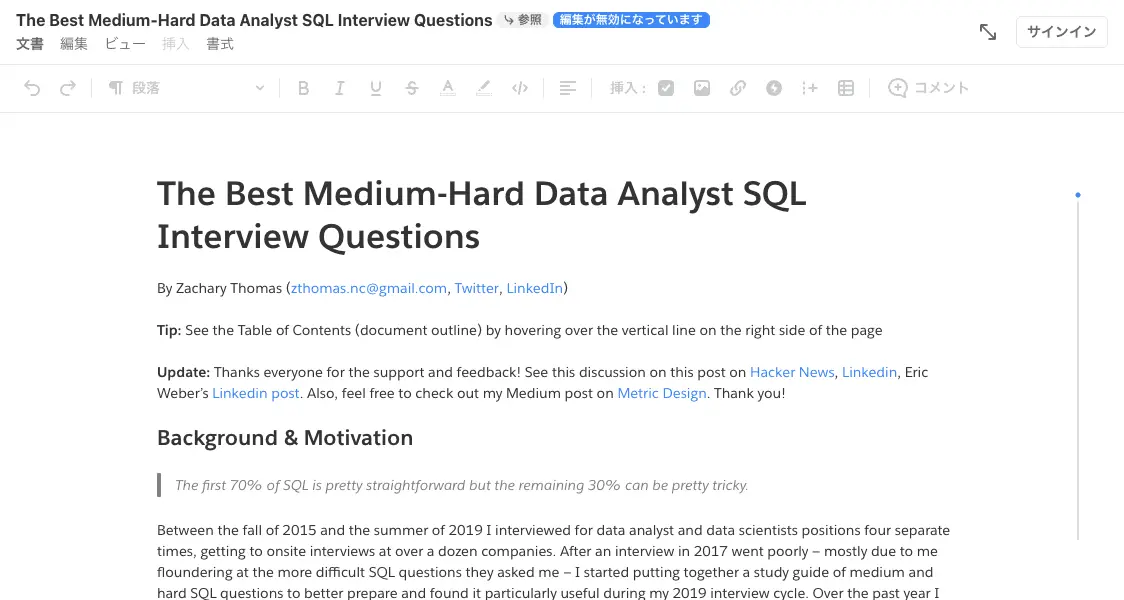 The Best Medium-Hard Data Analyst SQL Interview Questions 参照 編集が無効になっています
文書 編集 ビュー 挿入 書式
サインイン
段落 B I U S A </> 挿入： コメント
The Best Medium-Hard Data Analyst SQL
Interview Questions
By Zachary Thomas (zthomas.nc@gmail.com, Twitter, LinkedIn)
Tip: See the Table of Contents (document outline) by hovering over the vertical line on the right side of the page
Update: Thanks everyone for the support and feedback! See this discussion on this post on Hacker News, Linkedin, Eric
Weber’s Linkedin post. Also, feel free to check out my Medium post on Metric Design. Thank you!
Background & Motivation
The first 70% of SQL is pretty straightforward but the remaining 30% can be pretty tricky.
Between the fall of 2015 and the summer of 2019 I interviewed for data analyst and data scientists positions four separate
times, getting to onsite interviews at over a dozen companies. After an interview in 2017 went poorly – mostly due to me
floundering at the more difficult SQL questions they asked me – I started putting together a study guide of medium and
hard SQL questions to better prepare and found it particularly useful during my 2019 interview cycle. Over the past year I